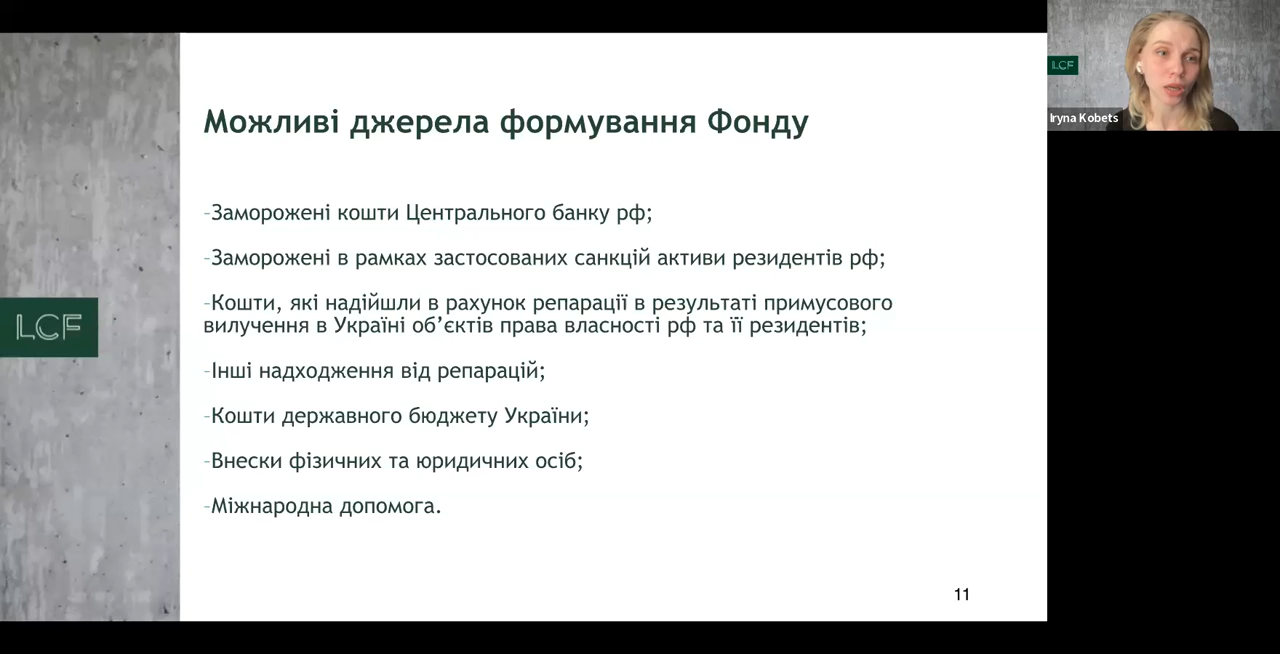 Можливі джерела формування Фонду
-Заморожені кошти Центрального банку рф;
-Заморожені в рамках застосованих санкцій активи резидентів рф;
-Кошти, які надійшли в рахунок репарації в результаті примусового
вилучення в Україні об’єктів права власності рф та її резидентів;
-Інші надходження від репарацій;
-Кошти державного бюджету України;
-Внески фізичних та юридичних осіб;
-Міжнародна допомога.
11
LCF
LCF
Iryna Kobets